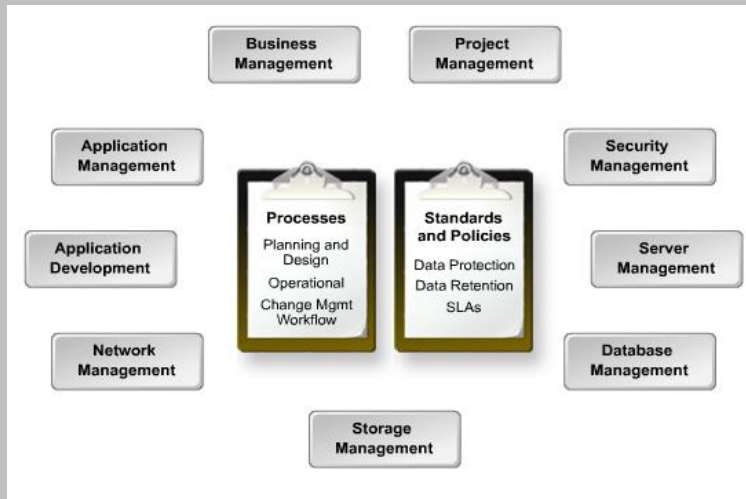 Business
Management
Project
Management
Application
Management
Security
Management
Processes
Planning and
Design
Operational
Change Mgmt
Workflow
Standards
and Policies
Data Protection
Data Retention
SLAs
Application
Development
Server
Management
Network
Management
Database
Management
Storage
Management